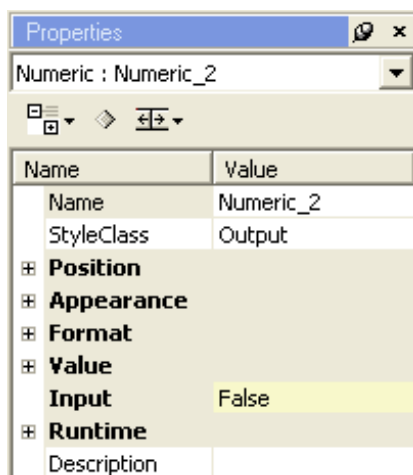 Properties
Numeric : Numeric_2
Name Value
Name Numeric_2
StyleClass Output
Position
Appearance
Format
Value
Input False
Runtime
Description